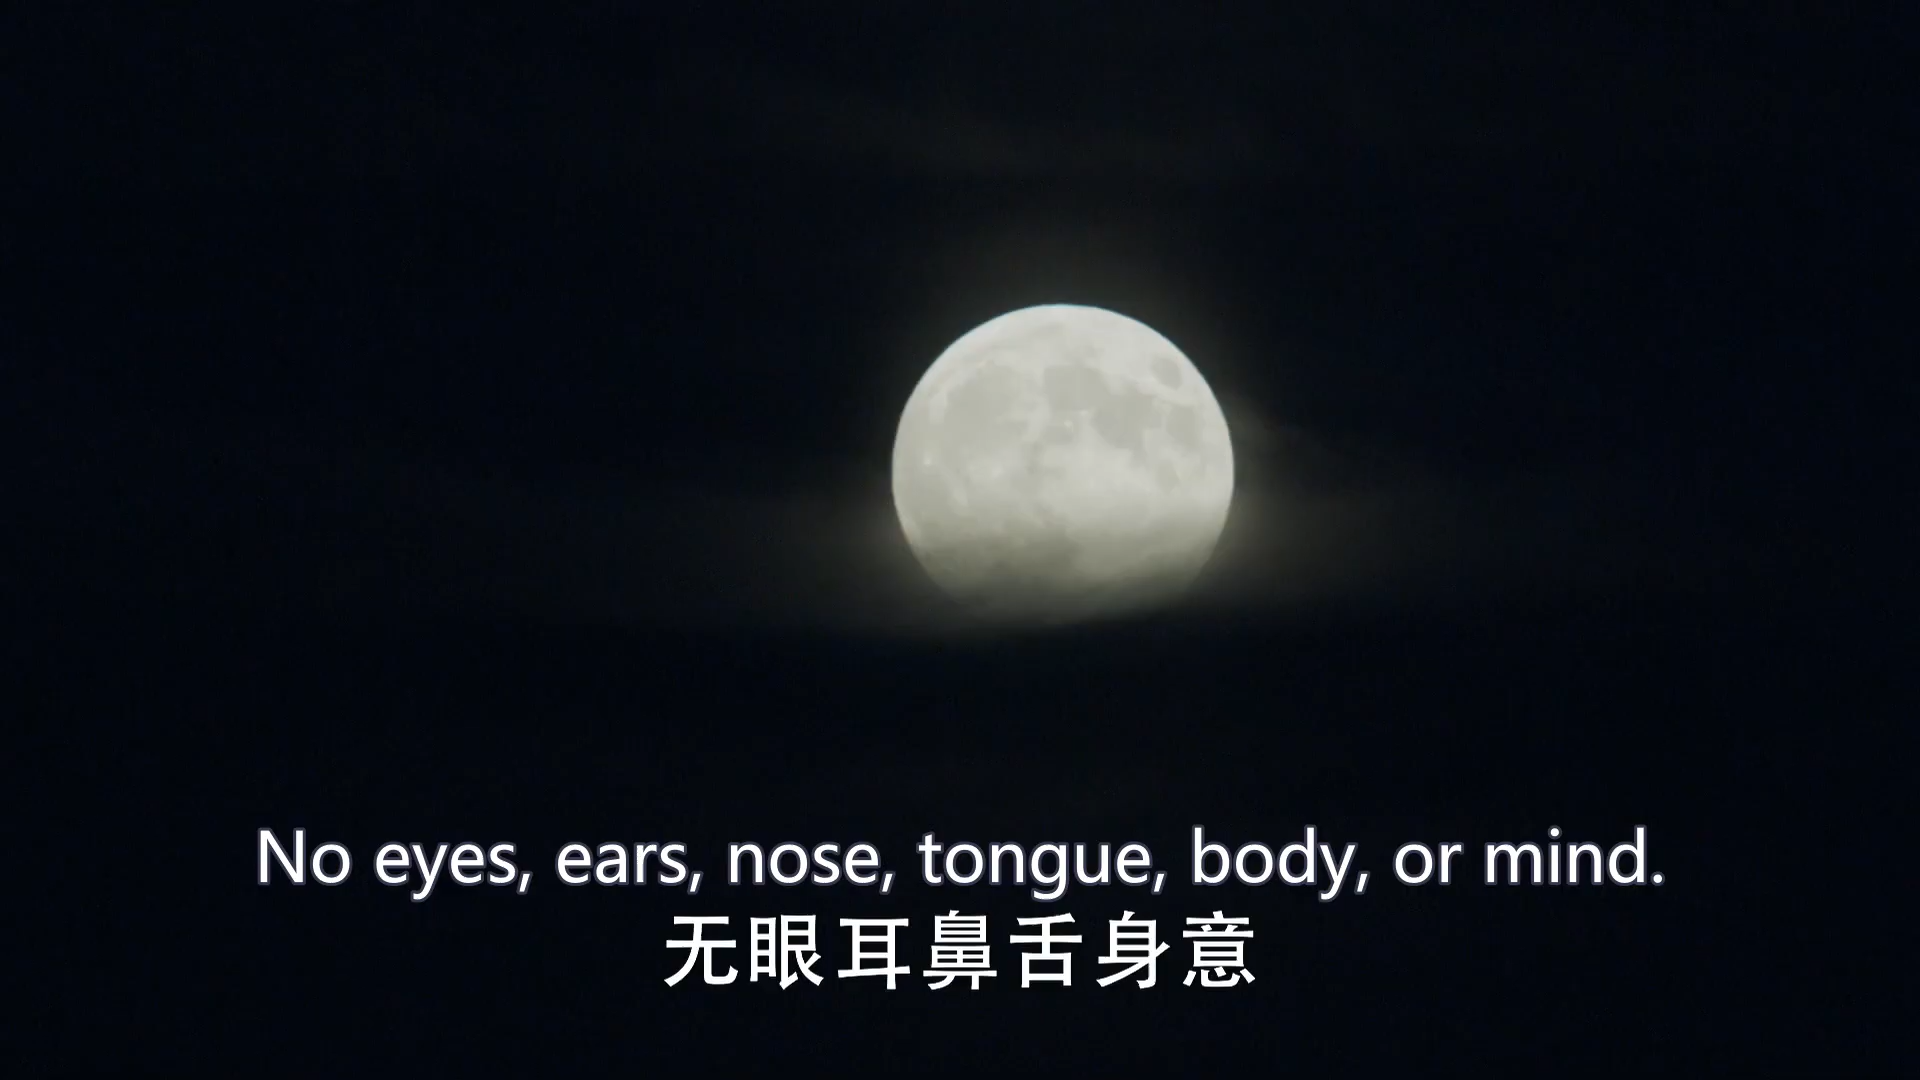 No eyes, ears, nose, tongue, body, or mind.
无眼耳鼻舌身意